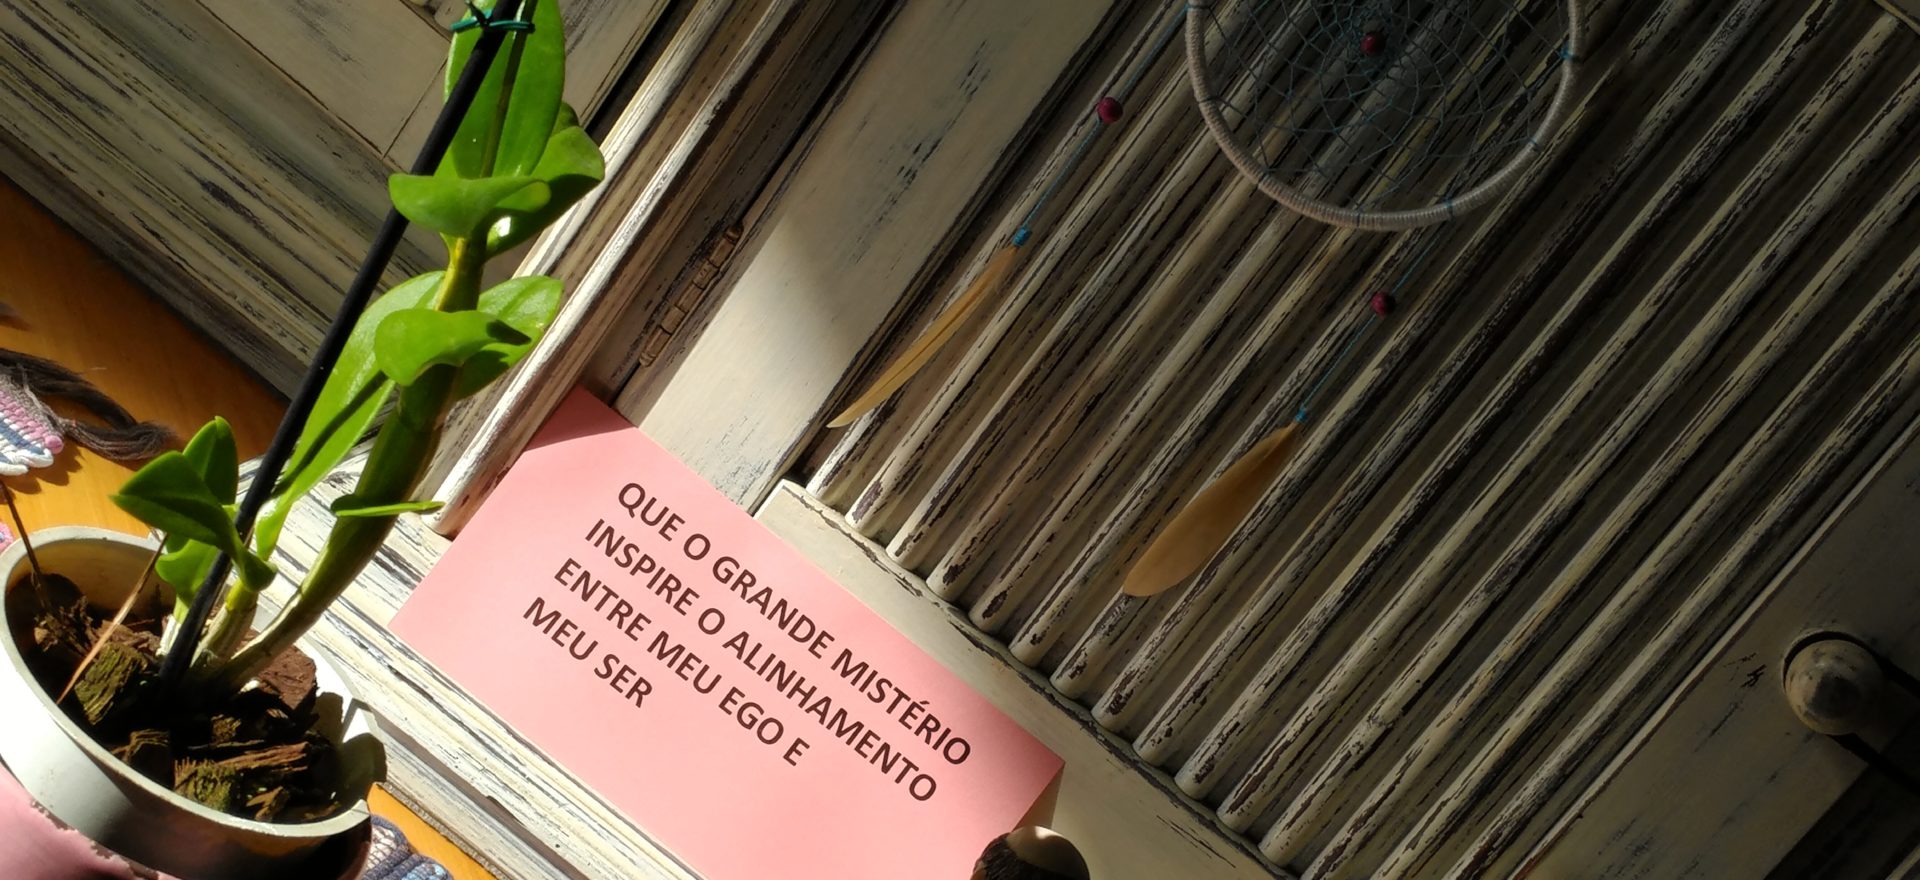 QUE O GRANDE MISTÉRIO
INSPIRE O ALINHAMENTO
ENTRE MEU EGO E
MEU SER